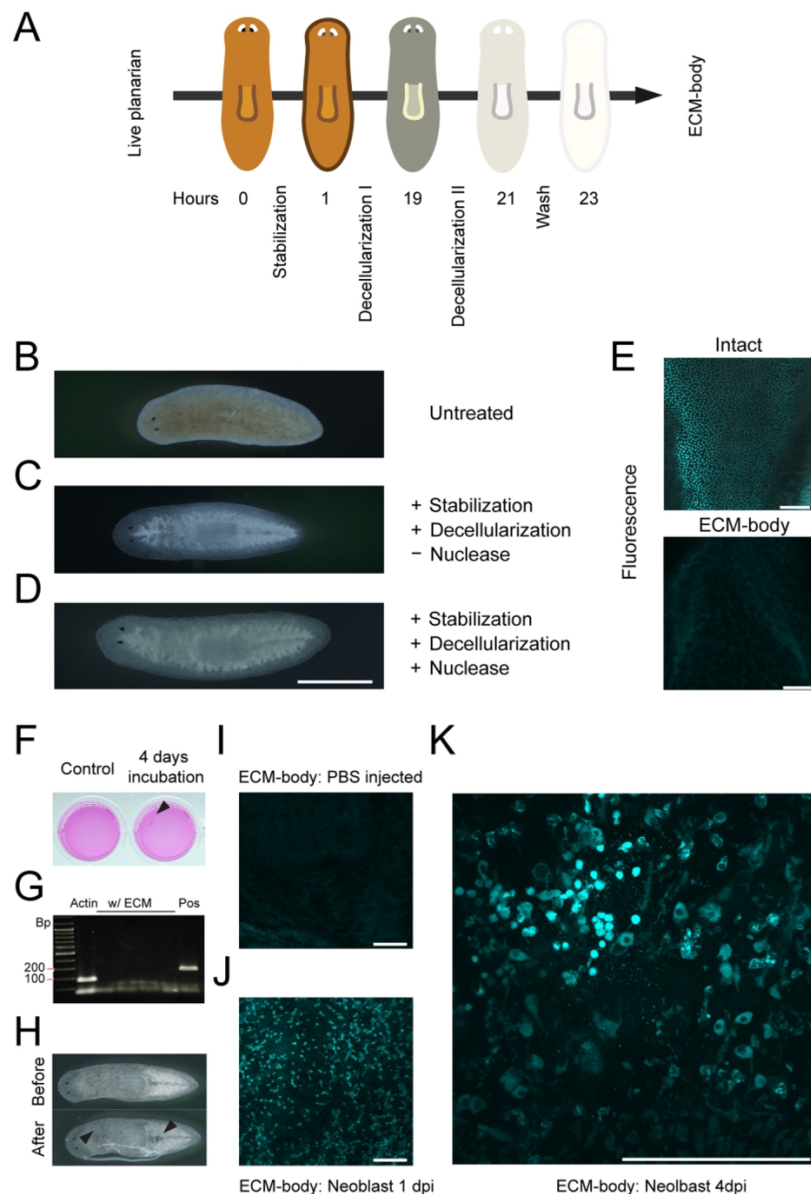 A
Live planarian
ECM-body
Hours 0 1 19 21 23
Stabilization
Decellularization I
Decellularization II
Wash
B
Untreated
C
+ Stabilization
+ Decellularization
− Nuclease
D
+ Stabilization
+ Decellularization
+ Nuclease
E
Intact
ECM-body
Fluorescence
F
Control
4 days
incubation
G
Actin w/ ECM Pos
Bp
200
100
H
Before
After
I
ECM-body: PBS injected
J
ECM-body: Neoblast 1 dpi
K
ECM-body: Neolbast 4dpi